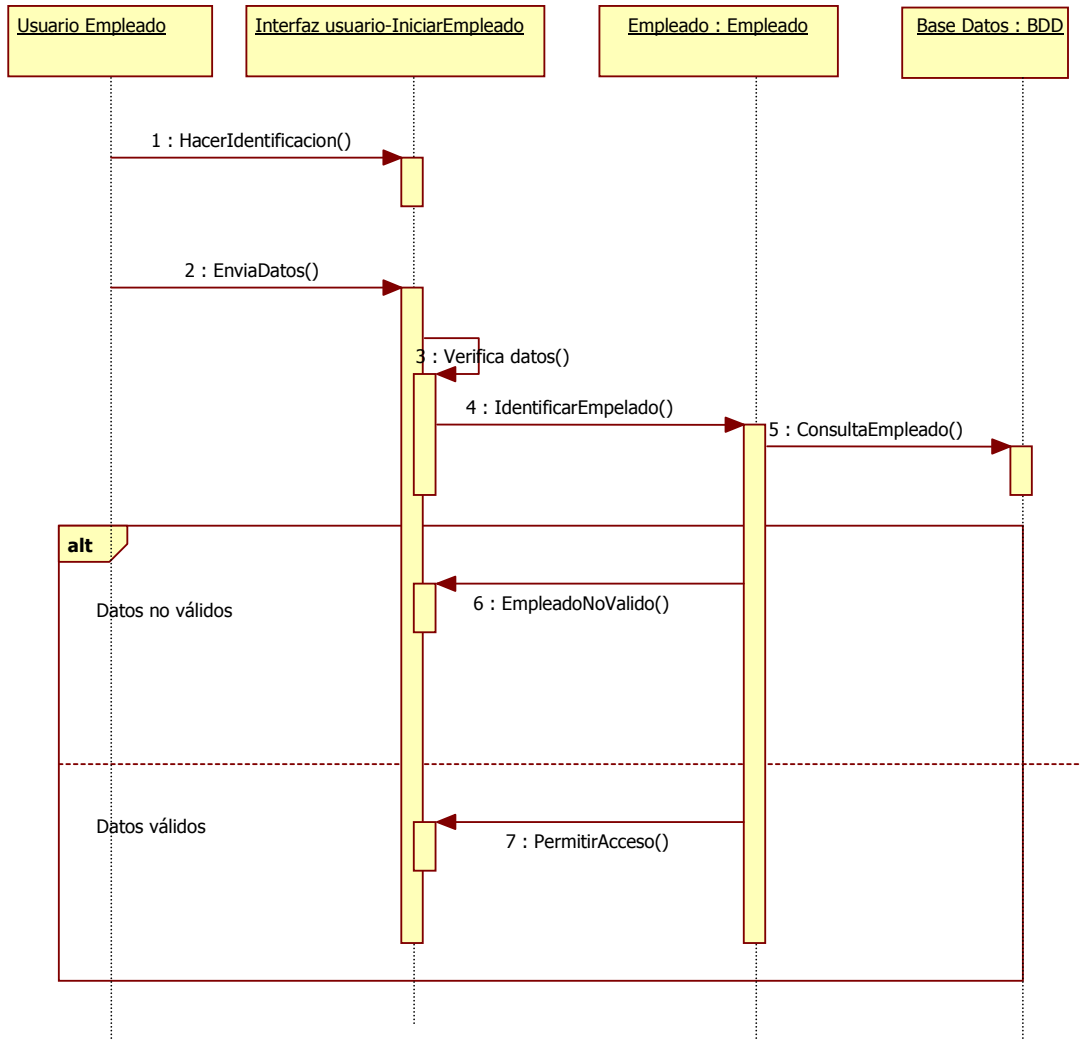 Usuario Empleado
Interfaz usuario-IniciarEmpleado
Empleado : Empleado
Base Datos : BDD
1 : HacerIdentificacion()
2 : EnviaDatos()
3 : Verifica datos()
4 : IdentificarEmpelado()
5 : ConsultaEmpleado()
alt
6 : EmpleadoNoValido()
Datos no válidos
Datos válidos
7 : PermitirAcceso()